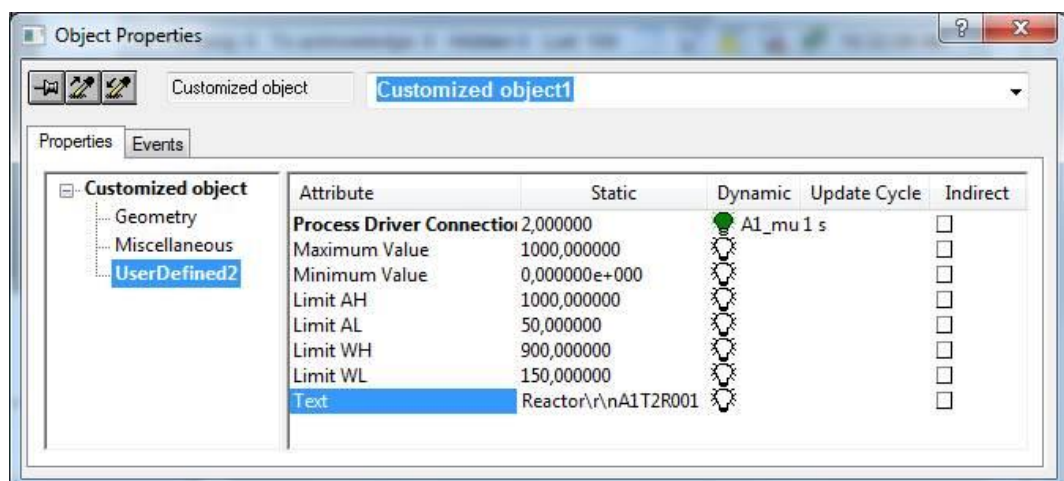 Object Properties
Customized object Customized object1
Properties Events
Customized object
Geometry
Miscellaneous
UserDefined2
Attribute Static Dynamic Update Cycle Indirect
Process Driver Connectio 2,000000 A1_mu 1 s
Maximum Value 1000,000000
Minimum Value 0,000000e+000
Limit AH 1000,000000
Limit AL 50,000000
Limit WH 900,000000
Limit WL 150,000000
Text Reactor\r\nA1T2R001